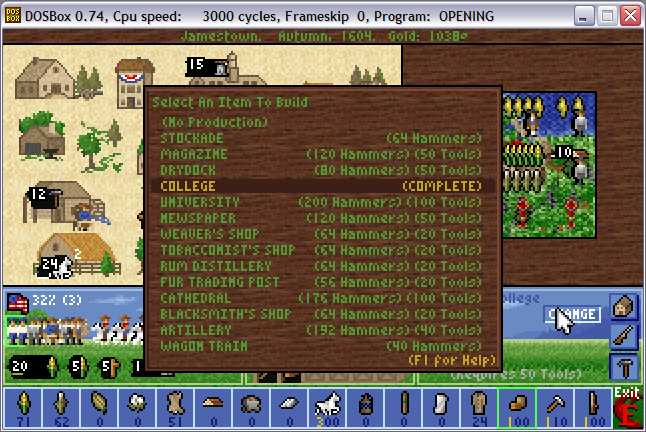 DOSBox 0.74, Cpu speed: 3000 cycles, Frameskip 0, Program: OPENING
Jamestown, Autumn, 1604. Gold: 1038
15
Select An Item To Build
(No Production)
STOCKADE (64 Hammers)
MAGAZINE (120 Hammers) (50 Tools)
DRYDOCK (80 Hammers) (50 Tools)
COLLEGE (COMPLETE)
UNIVERSITY (200 Hammers) (100 Tools)
NEWSPAPER (120 Hammers) (50 Tools)
WEAVER'S SHOP (64 Hammers) (20 Tools)
TOBACCONIST'S SHOP (64 Hammers) (20 Tools)
RUM DISTILLERY (64 Hammers) (20 Tools)
FUR TRADING POST (56 Hammers) (20 Tools)
CATHEDRAL (176 Hammers) (100 Tools)
BLACKSMITH'S SHOP (64 Hammers) (20 Tools)
ARTILLERY (192 Hammers) (40 Tools)
WAGON TRAIN (40 Hammers)
(F1 for Help)
10
12
24 2
32% (3)
ollege
CHANGE
20 5 5
(Requires 50 Tools)
Exit
71 62 0 0 51 0 0 0 300 0 0 0 24 100 100 100